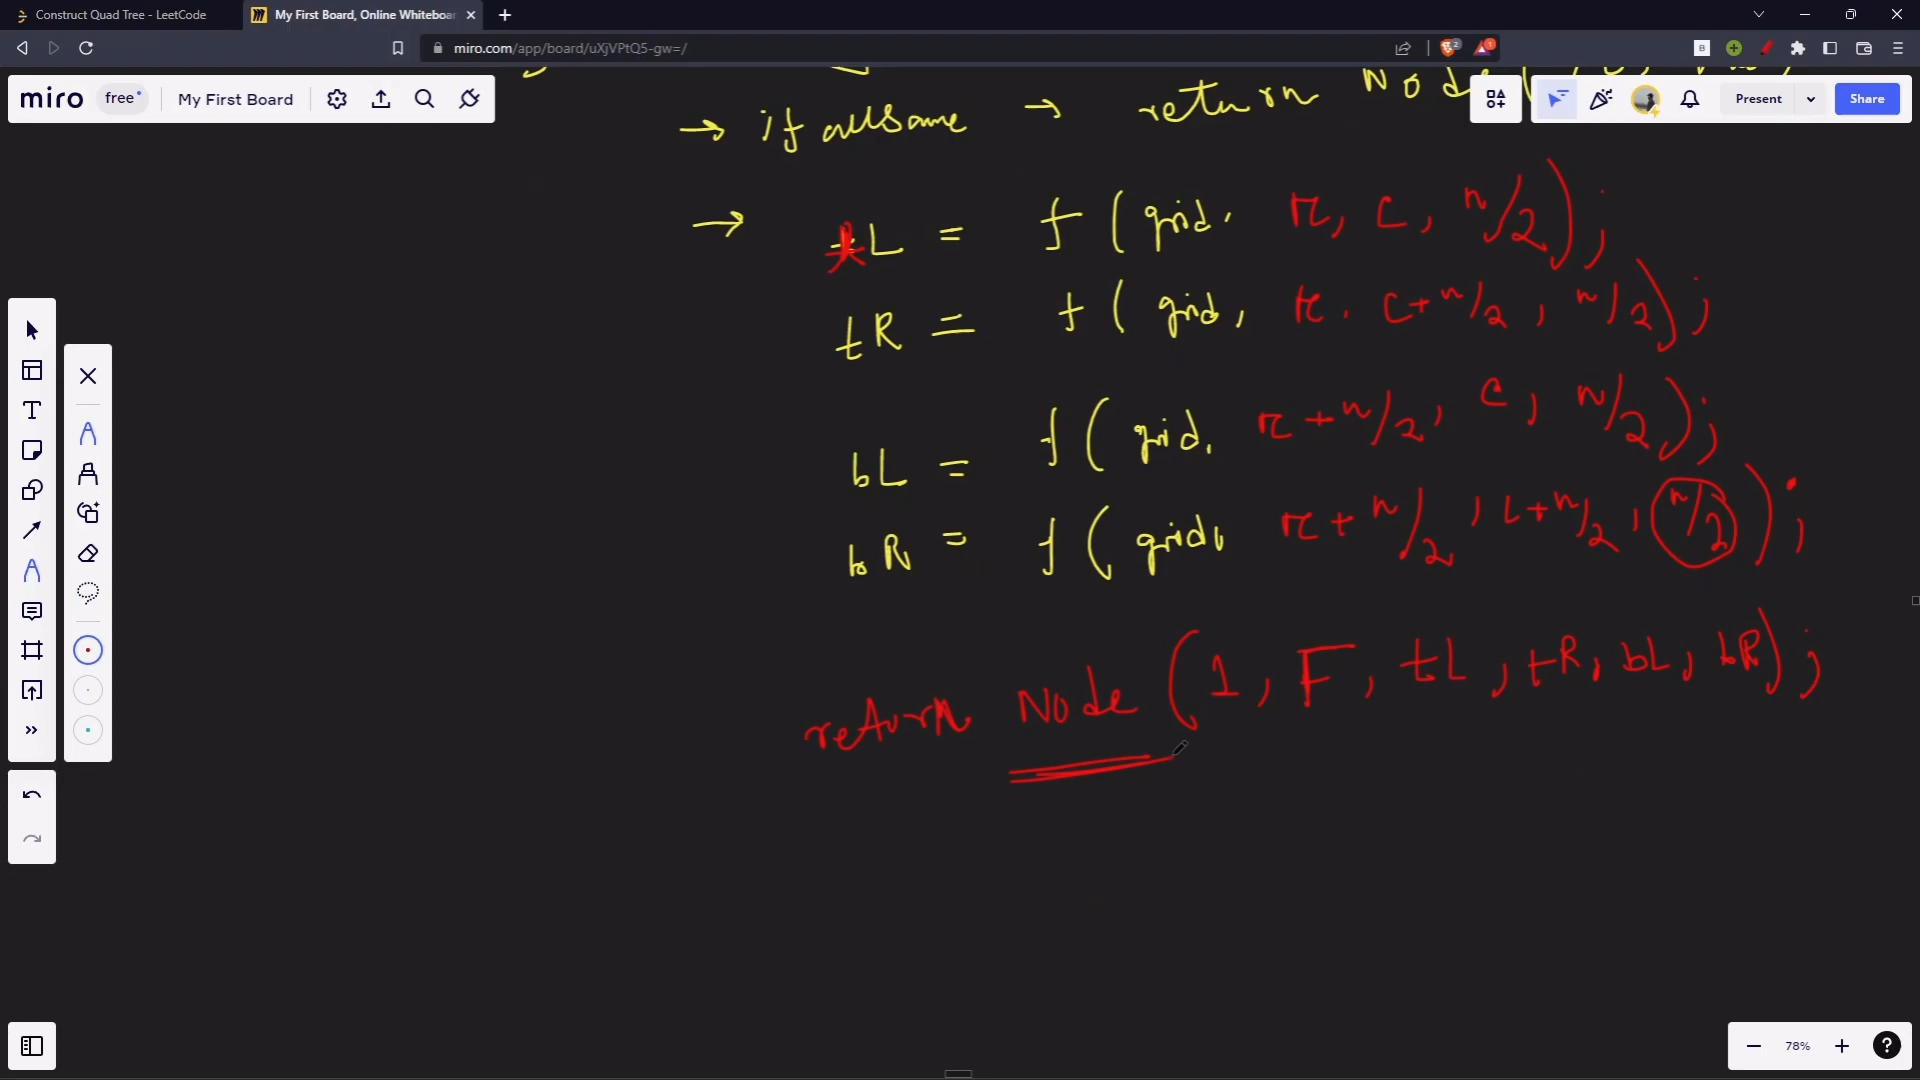 Construct Quad Tree - LeetCode
My First Board, Online Whiteboa
miro.com/app/board/uXjVPtQ5-gw=/
miro free My First Board
Present
Share
→ if allsame → return Node (
→ tL = f ( grid, r, c, n/2 );
tR = f ( grid, r, c+n/2, n/2 );
bL = f ( grid, r+n/2, c, n/2 );
bR = f ( grid, r+n/2, c+n/2, n/2 );
return Node ( 1, F, tL, tR, bL, bR );
78%